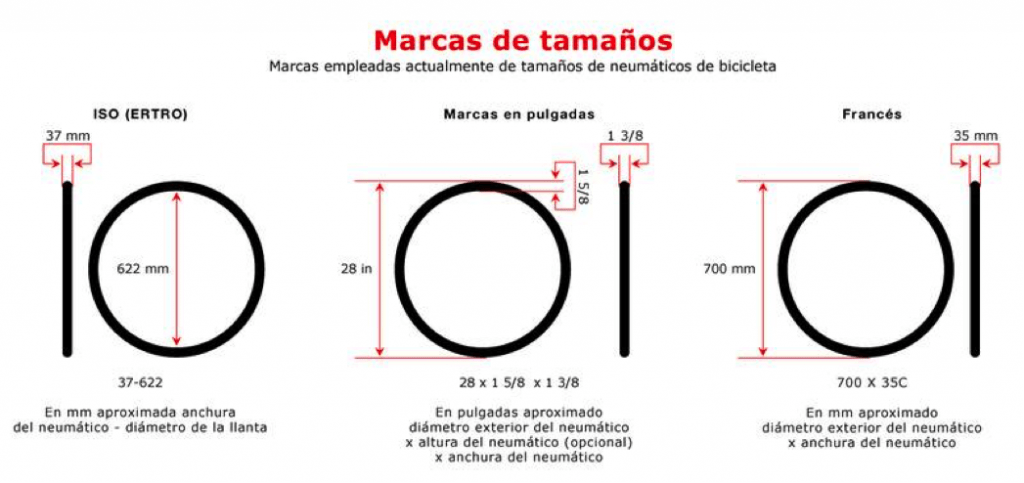 Marcas de tamaños
Marcas empleadas actualmente de tamaños de neumáticos de bicicleta
ISO (ERTRO)
37 mm
622 mm
37-622
En mm aproximada anchura
del neumático - diámetro de la llanta
Marcas en pulgadas
1 3/8
1 5/8
28 in
28 x 1 5/8 x 1 3/8
En pulgadas aproximado
diámetro exterior del neumático
x altura del neumático (opcional)
x anchura del neumático
Francés
35 mm
700 mm
700 X 35C
En mm aproximado
diámetro exterior del neumático
x anchura del neumático